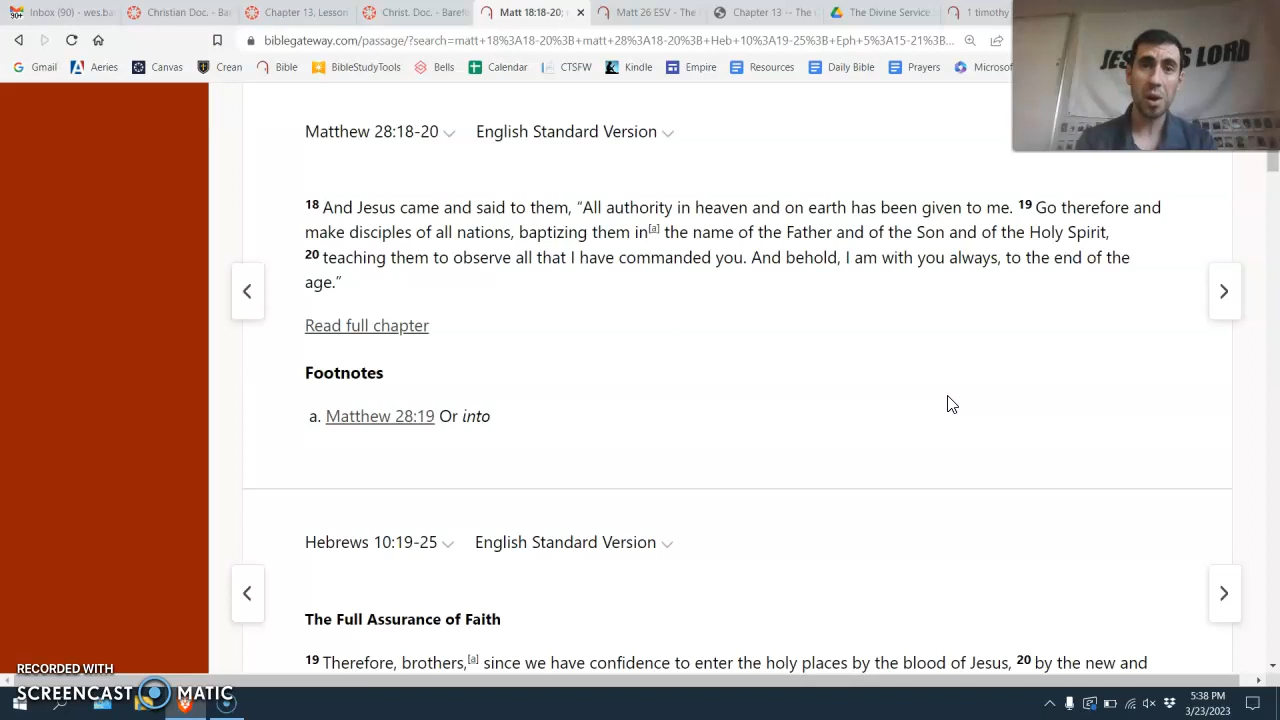 Inbox (90) - wes.ba
Christian Doc. - Ba
Chapter 13, Lesson
Christ. Doc. - Barefi
Matt 18:18-20;
Matt 26 ESV - The
Chapter 13 -- The
The Divine Service
1 timothy
biblegateway.com/passage/?search=matt+18%3A18-20%3B+matt+28%3A18-20%3B+Heb+10%3A19-25%3B+Eph+5%3A15-21%3B...
Gmail
Aeries
Canvas
Crean
Bible
BibleStudyTools
Bells
Calendar
CTSFW
Kindle
Empire
Resources
Daily Bible
Prayers
Microsof
LORD
Matthew 28:18-20 English Standard Version
18 And Jesus came and said to them, “All authority in heaven and on earth has been given to me. 19 Go therefore and
make disciples of all nations, baptizing them in[a] the name of the Father and of the Son and of the Holy Spirit,
20 teaching them to observe all that I have commanded you. And behold, I am with you always, to the end of the
age.”
Read full chapter
Footnotes
a. Matthew 28:19 Or into
Hebrews 10:19-25 English Standard Version
The Full Assurance of Faith
19 Therefore, brothers,[a] since we have confidence to enter the holy places by the blood of Jesus, 20 by the new and
RECORDED WITH
SCREENCAST MATIC
5:38 PM
3/23/2023